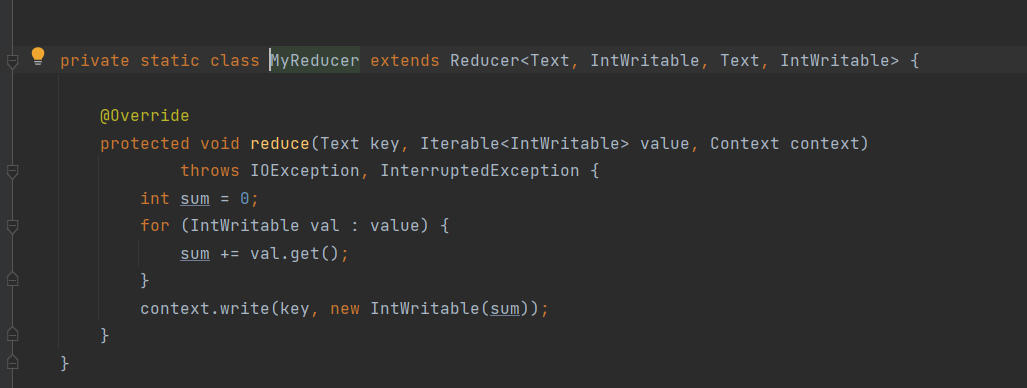 private static class MyReducer extends Reducer<Text, IntWritable, Text, IntWritable> {
@Override
protected void reduce(Text key, Iterable<IntWritable> value, Context context)
throws IOException, InterruptedException {
int sum = 0;
for (IntWritable val : value) {
sum += val.get();
}
context.write(key, new IntWritable(sum));
}
}